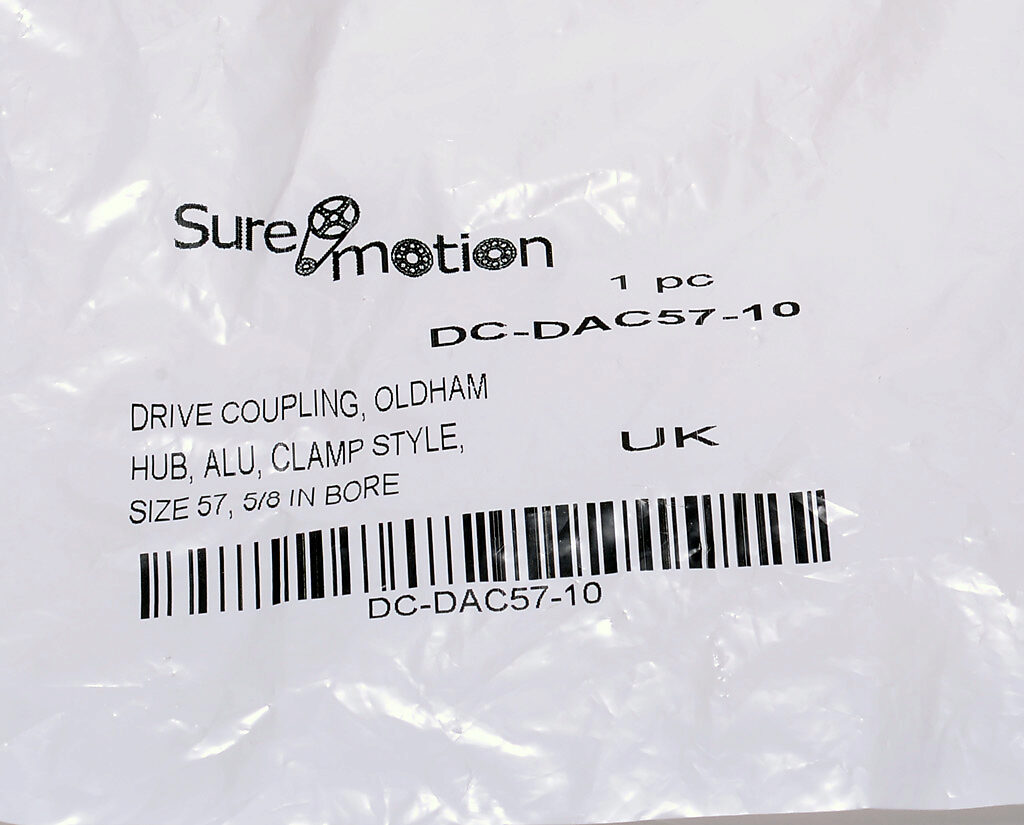 Sure motion
1 pc
DC-DAC57-10
DRIVE COUPLING, OLDHAM
HUB, ALU, CLAMP STYLE,
SIZE 57, 5/8 IN BORE
UK
DC-DAC57-10